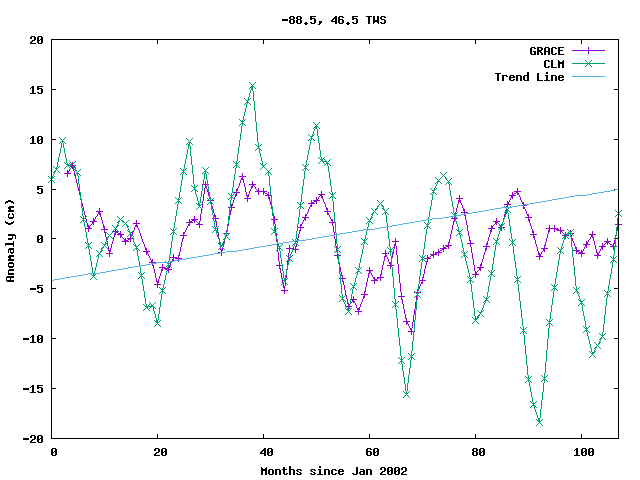 -88.5, 46.5 TWS
GRACE
CLM
Trend Line
20
15
10
5
0
-5
-10
-15
-20
Anomaly (cm)
0 20 40 60 80 100
Months since Jan 2002